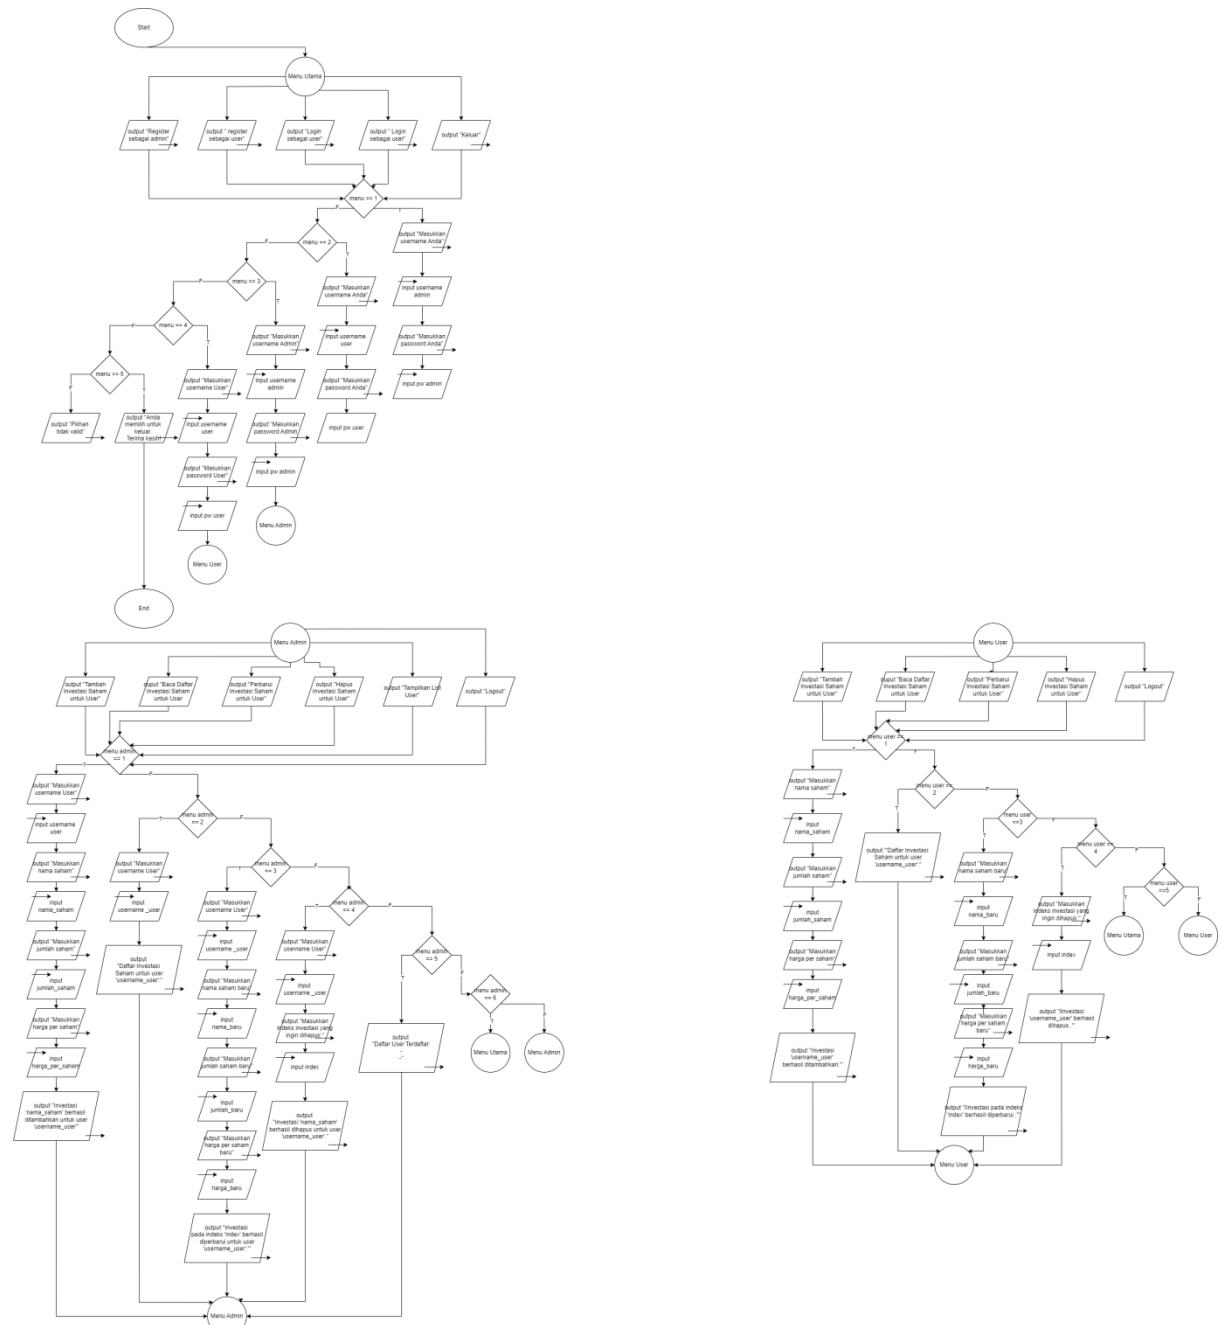 Start
Menu Utama
output "Register
sebagai admin"
output " register
sebagai user"
output "Login
sebagai user"
output " Login
sebagai user"
output "Keluar"
menu == 1
F
T
menu == 2
F
T
output "Masukkan
username Anda"
input username
admin
output "Masukkan
password Anda"
input pw admin
menu == 3
F
T
output "Masukkan
username Anda"
input username
user
output "Masukkan
password Anda"
input pw user
menu == 4
F
T
output "Masukkan
username Admin"
input username
admin
output "Masukkan
password Admin
input pw admin
Menu Admin
menu == 5
F
T
output "Masukkan
username User"
input username
user
output "Masukkan
password User"
input pw user
Menu User
output "Pilihan
tidak valid"
output "Anda
memilih untuk
keluar.
Terima kasih!
End
Menu Admin
output "Tambah
Investasi Saham
untuk User"
ouput "Baca Daftar
Investasi Saham
untuk User"
output "Perbarui
Investasi Saham
untuk User"
output "Hapus
Investasi Saham
untuk User"
output "Tampilkan List
User"
output "Logout"
menu admin
== 1
T
F
output "Masukkan
username User"
input username
user
output "Masukkan
nama saham"
input
nama_saham
output "Masukkan
jumlah saham"
input
jumlah_saham
output "Masukkan
harga per saham"
input
harga_per_saham
output "Investasi
'nama_saham' berhasil
ditambahkan untuk user
'username_user'"
menu admin
== 2
T
F
output "Masukkan
username User"
input
username _user
output
"Daftar Investasi
Saham untuk user
'username_user':"
menu admin
== 3
T
F
output "Masukkan
username User"
input
username _user
output "Masukkan
nama saham baru"
input
nama_baru
output "Masukkan
jumlah saham baru"
input
jumlah_baru
output "Masukkan
harga per saham
baru"
input
harga_baru
output "Investasi
pada indeks 'index' berhasil
diperbarui untuk user
'username_user'."
menu admin
== 4
T
F
output "Masukkan
username User"
input
username _user
output "Masukkan
indeks investasi yang
ingin dihapus:"
input index
output
"Investasi 'nama_saham'
berhasil dihapus untuk user
'username_user'."
menu admin
== 5
T
F
output
"Daftar User Terdaftar:
-
-"
menu admin
== 6
T
F
Menu Utama
Menu Admin
Menu Admin
Menu User
output "Tambah
Investasi Saham
untuk User"
ouput "Baca Daftar
Investasi Saham
untuk User"
output "Perbarui
Investasi Saham
untuk User"
output "Hapus
Investasi Saham
untuk User"
output "Logout"
menu user ==
1
T
F
output "Masukkan
nama saham"
input
nama_saham
output "Masukkan
jumlah saham"
input
jumlah_saham
output "Masukkan
harga per saham"
input
harga_per_saham
output "Investasi
'username_user'
berhasil ditambahkan."
menu user ==
2
T
F
output "Daftar Investasi
Saham untuk user
'username_user':"
menu user
==3
T
F
output "Masukkan
nama saham baru"
input
nama_baru
output "Masukkan
jumlah saham baru"
input
jumlah_baru
output "Masukkan
harga per saham
baru"
input
harga_baru
output "Investasi pada indeks
'index' berhasil diperbarui.."
menu user ==
4
T
F
output "Masukkan
indeks investasi yang
ingin dihapus:"
input index
output "Investasi
'username_user' berhasil
dihapus.."
menu user
==5
T
F
Menu Utama
Menu User
Menu User